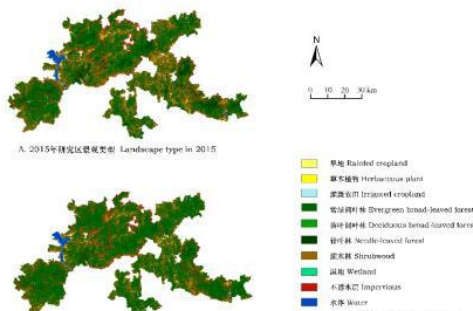 N
0 10 20 30 km
A. 2015年研究区景观类型 Landscape type in 2015
旱地 Rainfed cropland
草本植物 Herbaceous plant
灌溉农田 Irrigated cropland
常绿阔叶林 Evergreen broad-leaved forest
落叶阔叶林 Deciduous broad-leaved forest
针叶林 Needle-leaved forest
灌木林 Shrubwood
湿地 Wetland
不透水层 Impervious
水体 Water